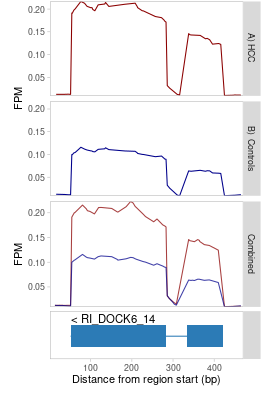 0.20
0.15
0.10
0.05
FPM
A) HCC
0.20
0.15
0.10
0.05
B) Controls
0.20
0.15
0.10
0.05
FPM
Combined
< RI_DOCK6_14
100 200 300 400
Distance from region start (bp)